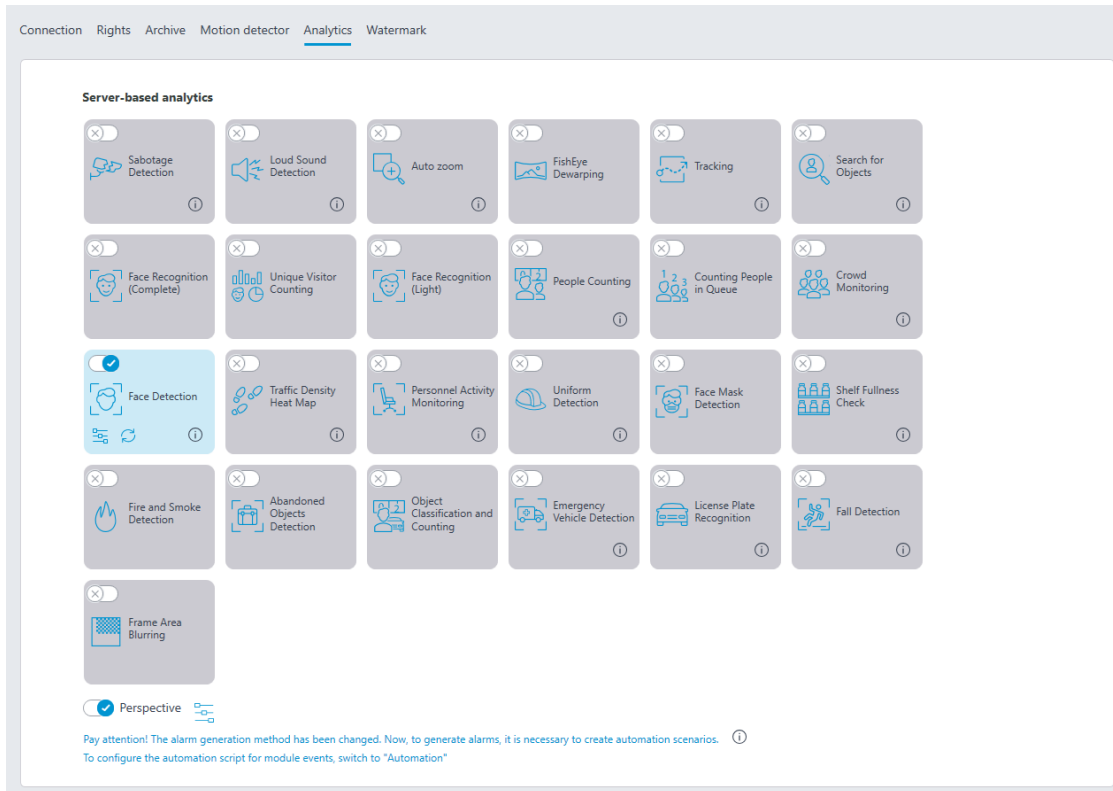 Connection Rights Archive Motion detector Analytics Watermark
Server-based analytics
Sabotage
Detection
Loud Sound
Detection
Auto zoom
FishEye
Dewarping
Tracking
Search for
Objects
Face Recognition
(Complete)
Unique Visitor
Counting
Face Recognition
(Light)
1 2
People Counting
1 2 3
Counting People
in Queue
Crowd
Monitoring
Face Detection
Traffic Density
Heat Map
Personnel Activity
Monitoring
Uniform
Detection
Face Mask
Detection
Shelf Fullness
Check
Fire and Smoke
Detection
Abandoned
Objects
Detection
Object
Classification and
Counting
Emergency
Vehicle Detection
License Plate
Recognition
Fall Detection
Frame Area
Blurring
Perspective
Pay attention! The alarm generation method has been changed. Now, to generate alarms, it is necessary to create automation scenarios.
To configure the automation script for module events, switch to "Automation"